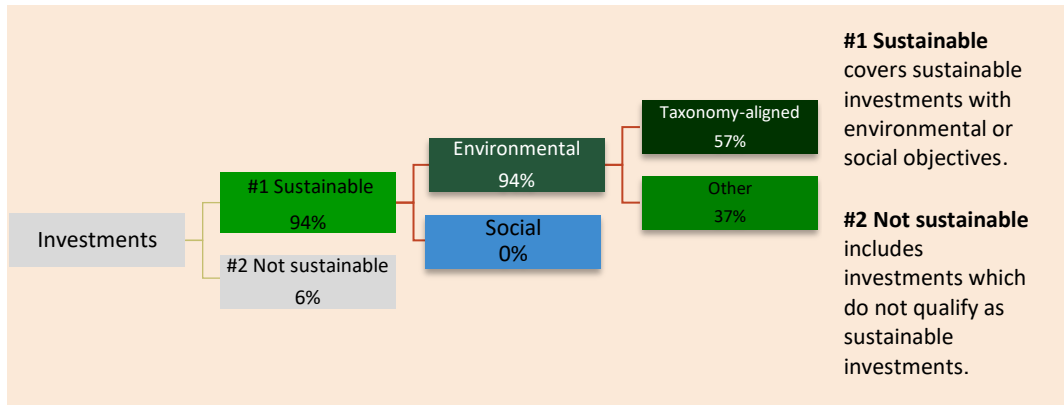 Investments
#1 Sustainable
94%
#2 Not sustainable
6%
Environmental
94%
Social
0%
Taxonomy-aligned
57%
Other
37%
#1 Sustainable
covers sustainable
investments with
environmental or
social objectives.
#2 Not sustainable
includes
investments which
do not qualify as
sustainable
investments.